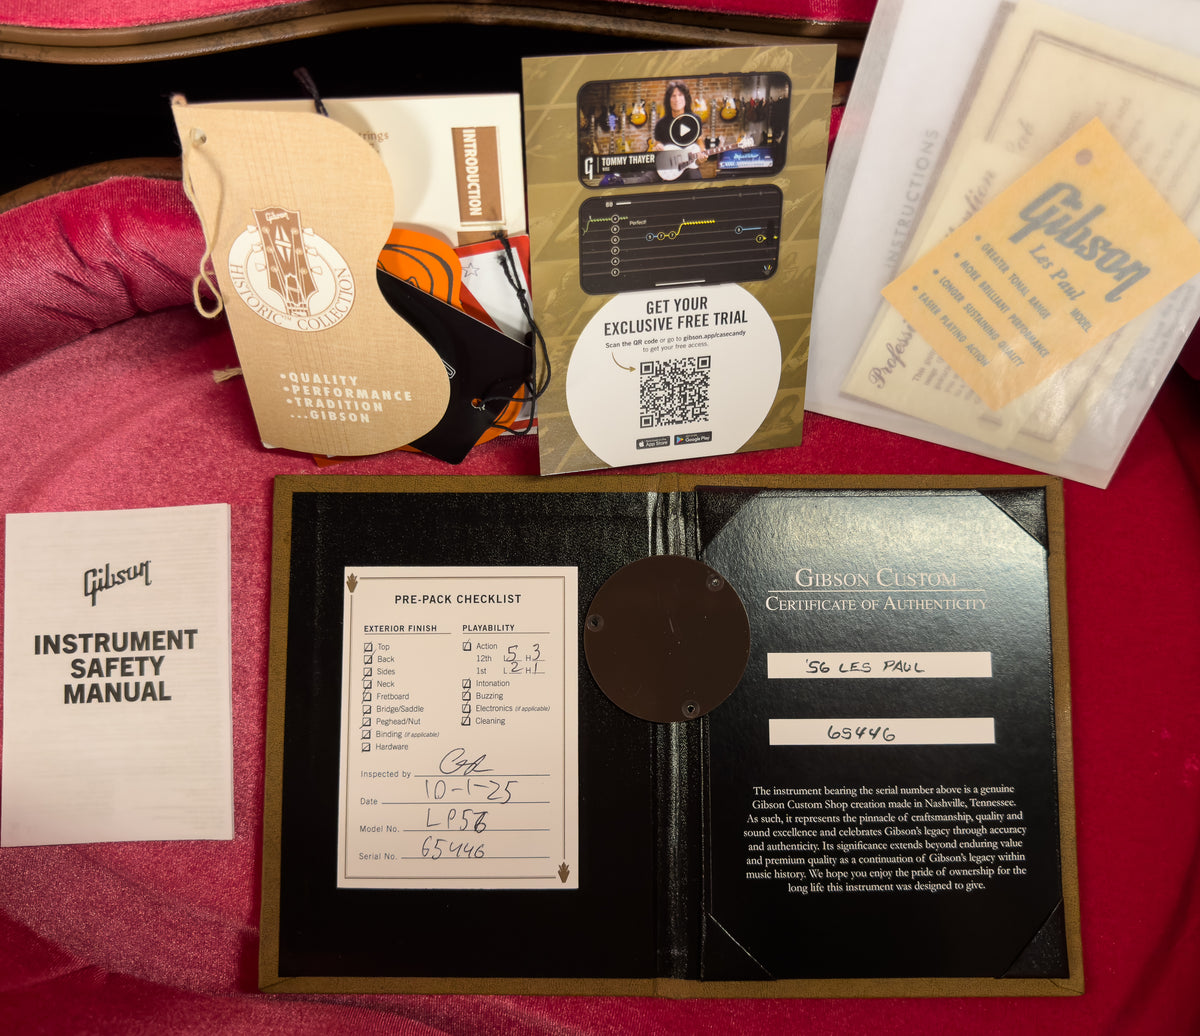 Gibson
HISTORIC COLLECTION
•QUALITY
•PERFORMANCE
•TRADITION
...GIBSON
INTRODUCTION
TOMMY THAYER
Perfect!
GET YOUR
EXCLUSIVE FREE TRIAL
Scan the QR code or go to gibson.app/casecandy
to get your free access.
App Store
Google Play
INSTRUCTIONS
Gibson
Les Paul MODEL
• GREATER TONAL RANGE
• MORE BRILLIANT PERFORMANCE
• LONGER SUSTAINING QUALITY
• EASIER PLAYING ACTION
Gibson
INSTRUMENT
SAFETY
MANUAL
PRE-PACK CHECKLIST
EXTERIOR FINISH
Top
Back
Sides
Neck
Fretboard
Bridge/Saddle
Peghead/Nut
Binding (if applicable)
Hardware
PLAYABILITY
Action
12th L 5 H 3
1st L 2 H 1
Intonation
Buzzing
Electronics (if applicable)
Cleaning
Inspected by
Date 10-1-25
Model No. LP56
Serial No. 65446
GIBSON CUSTOM
CERTIFICATE OF AUTHENTICITY
'56 LES PAUL
65446
The instrument bearing the serial number above is a genuine
Gibson Custom Shop creation made in Nashville, Tennessee.
As such, it represents the pinnacle of craftsmanship, quality and
sound excellence and celebrates Gibson's legacy through accuracy
and authenticity. Its significance extends beyond enduring value
and premium quality as a continuation of Gibson's legacy within
music history. We hope you enjoy the pride of ownership for the
long life this instrument was designed to give.